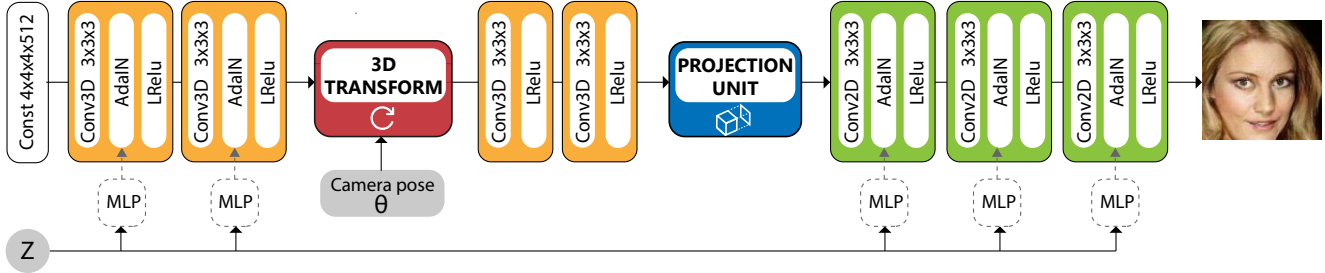 Const 4x4x4x512
Conv3D 3x3x3
AdaIN
LRelu
Conv3D 3x3x3
AdaIN
LRelu
3D
TRANSFORM
Camera pose
θ
Conv3D 3x3x3
LRelu
Conv3D 3x3x3
LRelu
PROJECTION
UNIT
Conv2D 3x3x3
AdaIN
LRelu
Conv2D 3x3x3
AdaIN
LRelu
Conv2D 3x3x3
AdaIN
LRelu
MLP
MLP
MLP
MLP
MLP
Z